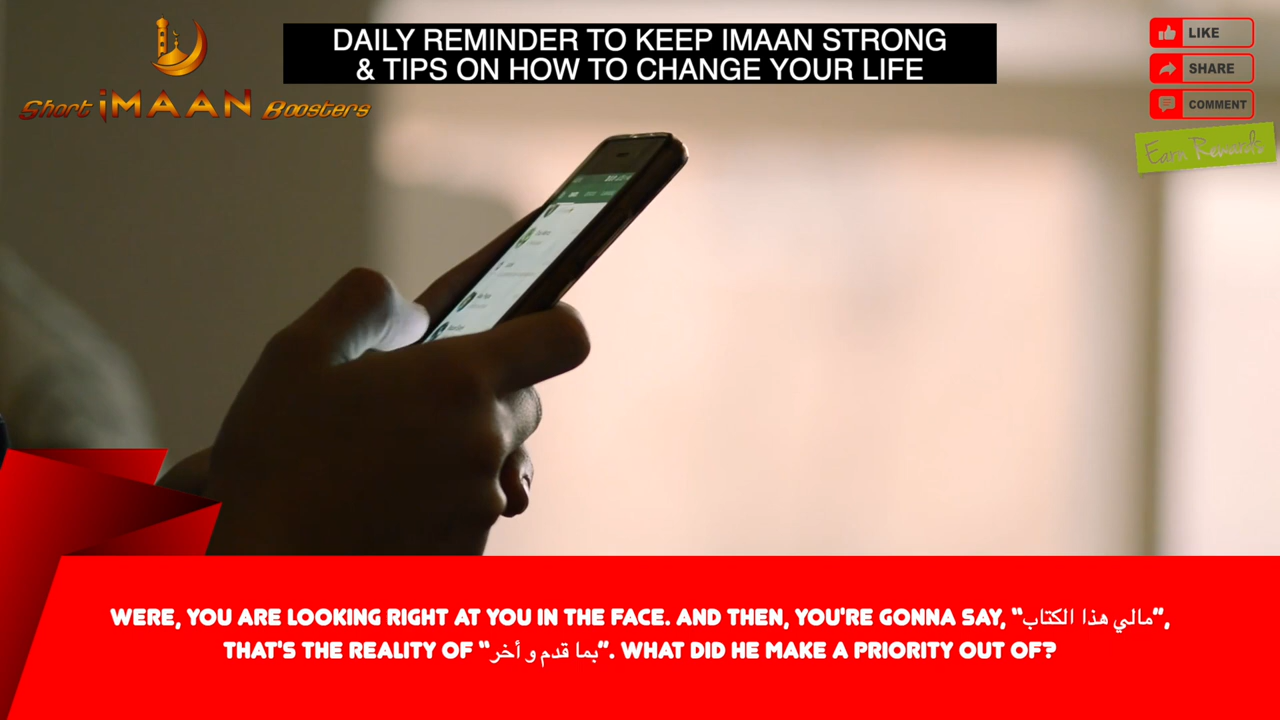 Short iMAAN Boosters
DAILY REMINDER TO KEEP IMAAN STRONG
& TIPS ON HOW TO CHANGE YOUR LIFE
LIKE
SHARE
COMMENT
Earn Rewards
WERE, YOU ARE LOOKING RIGHT AT YOU IN THE FACE. AND THEN, YOU'RE GONNA SAY, "مالي هذا الكتاب",
THAT'S THE REALITY OF "بما قدم و أخر". WHAT DID HE MAKE A PRIORITY OUT OF?